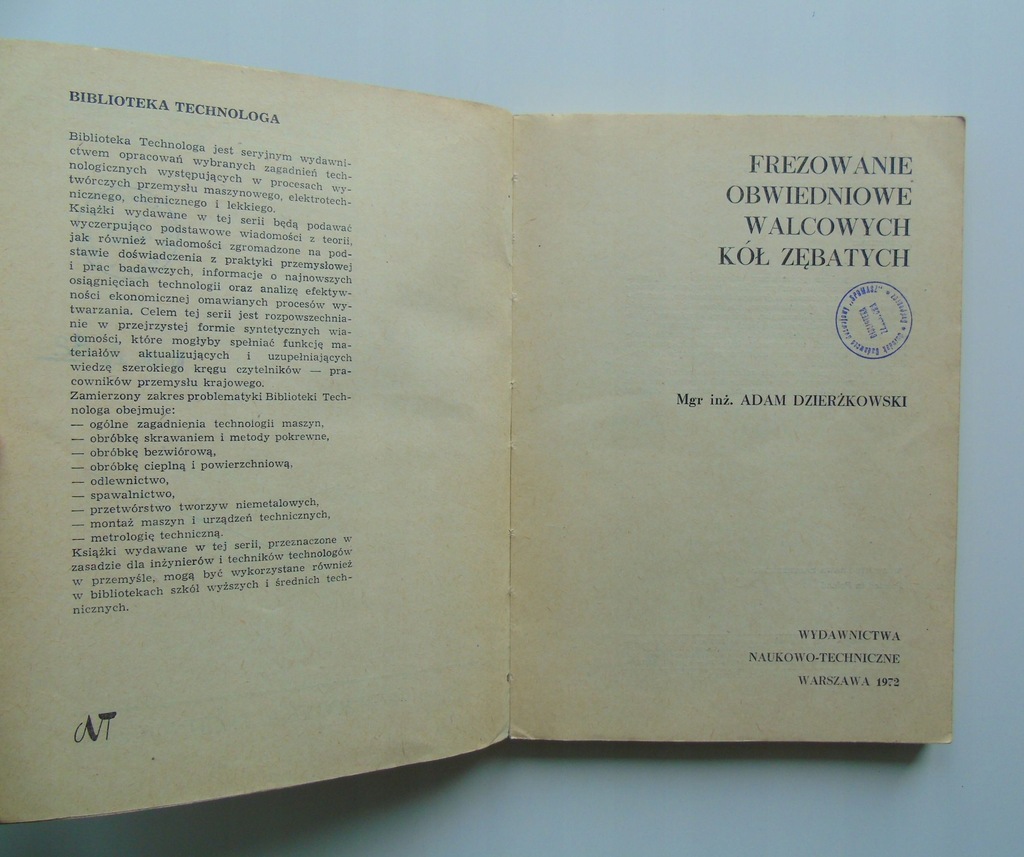 BIBLIOTEKA TECHNOLOGA
Biblioteka Technologa jest seryjnym wydawni-
ctwem opracowań wybranych zagadnień tech-
nologicznych występujących w procesach wy-
twórczych przemysłu maszynowego, elektrotech-
nicznego, chemicznego i lekkiego.
Książki wydawane w tej serii będą podawać
wyczerpująco podstawowe wiadomości z teorii,
jak również wiadomości zgromadzone na pod-
stawie doświadczenia z praktyki przemysłowej
i prac badawczych, informacje o najnowszych
osiągnięciach technologii oraz analizę efektyw-
ności ekonomicznej omawianych procesów wy-
twarzania. Celem tej serii jest rozpowszechnia-
nie w przejrzystej formie syntetycznych wia-
domości, które mogłyby spełniać funkcję ma-
teriałów aktualizujących i uzupełniających
wiedzę szerokiego kręgu czytelników — pra-
cowników przemysłu krajowego.
Zamierzony zakres problematyki Biblioteki Tech-
nologa obejmuje:
— ogólne zagadnienia technologii maszyn,
— obróbkę skrawaniem i metody pokrewne,
— obróbkę bezwiórową,
— obróbkę cieplną i powierzchniową,
— odlewnictwo,
— spawalnictwo,
— przetwórstwo tworzyw niemetalowych,
— montaż maszyn i urządzeń technicznych,
— metrologię techniczną.
Książki wydawane w tej serii, przeznaczone w
zasadzie dla inżynierów i techników technologów
w przemyśle, mogą być wykorzystane również
w bibliotekach szkół wyższych i średnich tech-
nicznych.
FREZOWANIE
OBWIEDNIOWE
WALCOWYCH
KÓŁ ZĘBATYCH
Mgr inż. ADAM DZIERŻKOWSKI
WYDAWNICTWA
NAUKOWO-TECHNICZNE
WARSZAWA 1972